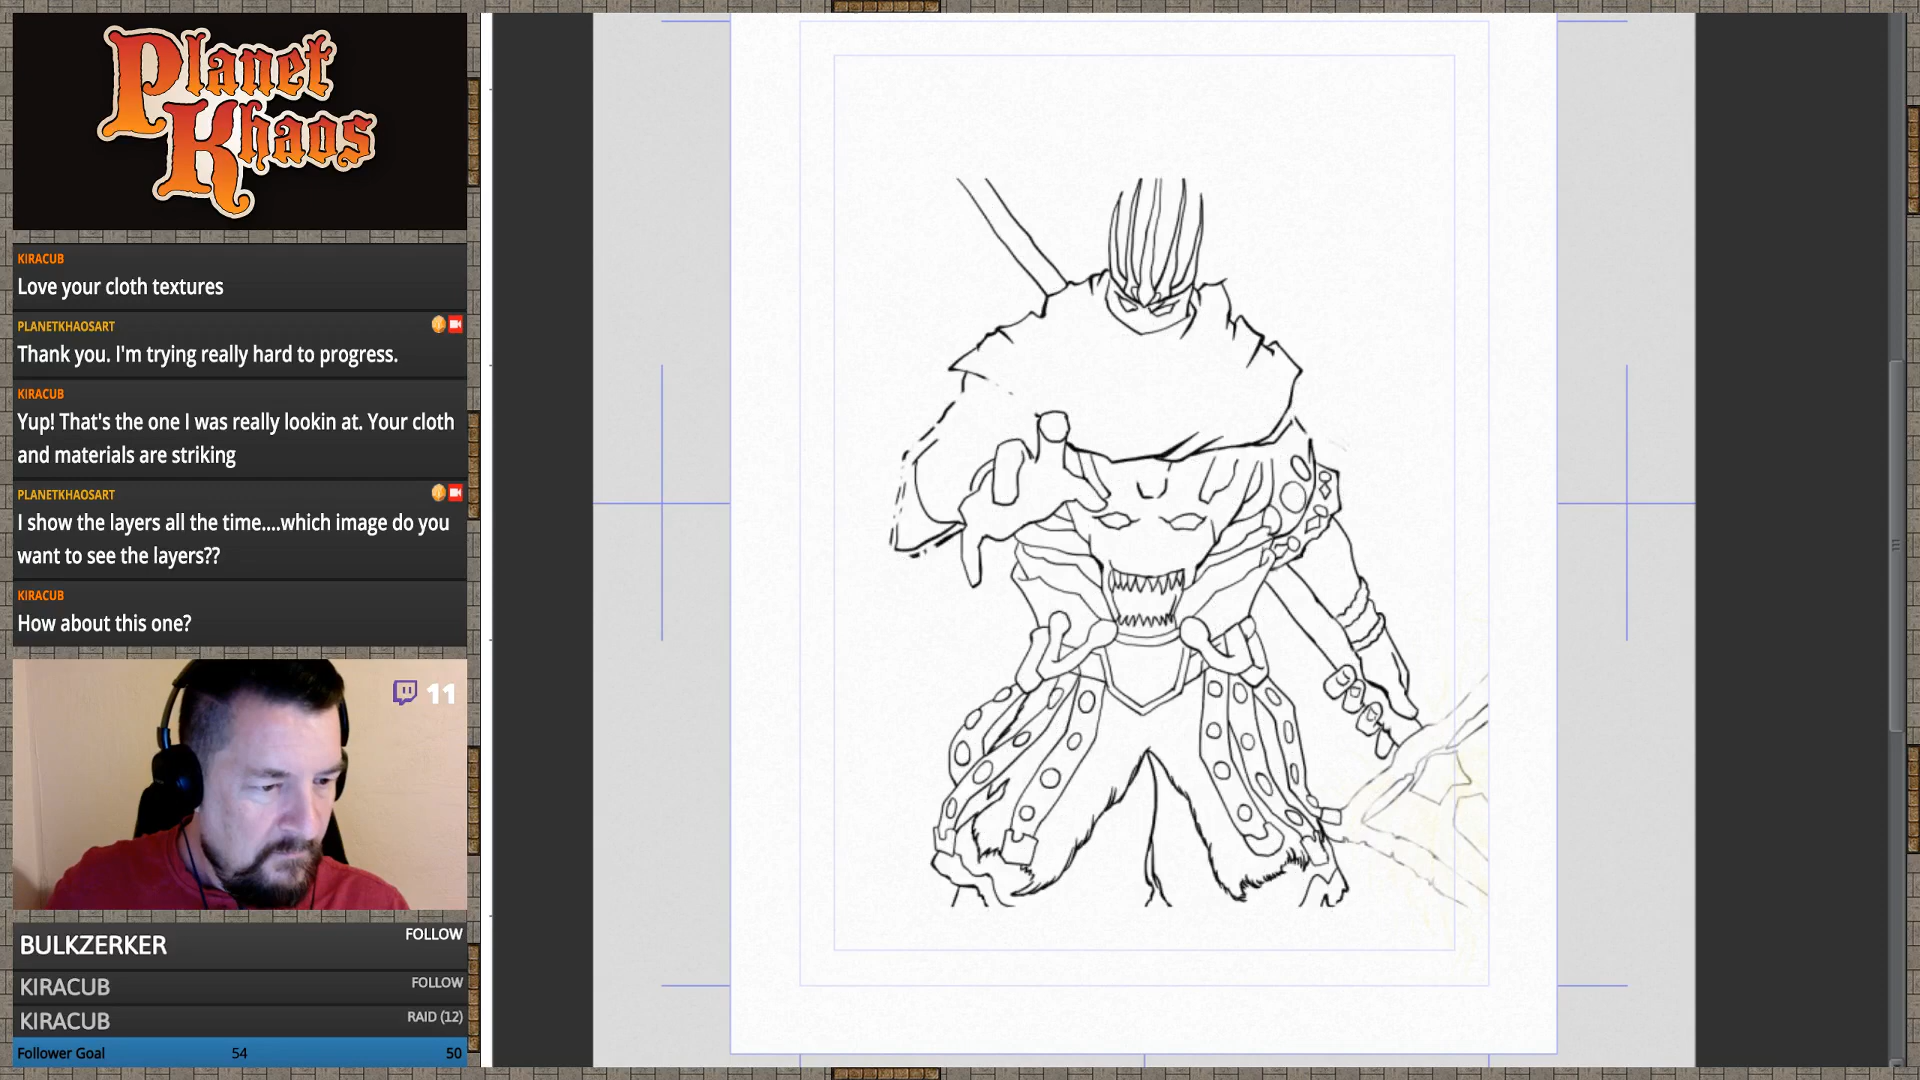 Planet
Khaos
KIRACUB
Love your cloth textures
PLANETKHAOSART
Thank you. I'm trying really hard to progress.
KIRACUB
Yup! That's the one I was really lookin at. Your cloth
and materials are striking
PLANETKHAOSART
I show the layers all the time....which image do you
want to see the layers??
KIRACUB
How about this one?
11
BULKZERKER FOLLOW
KIRACUB FOLLOW
KIRACUB RAID (12)
Follower Goal 54 50